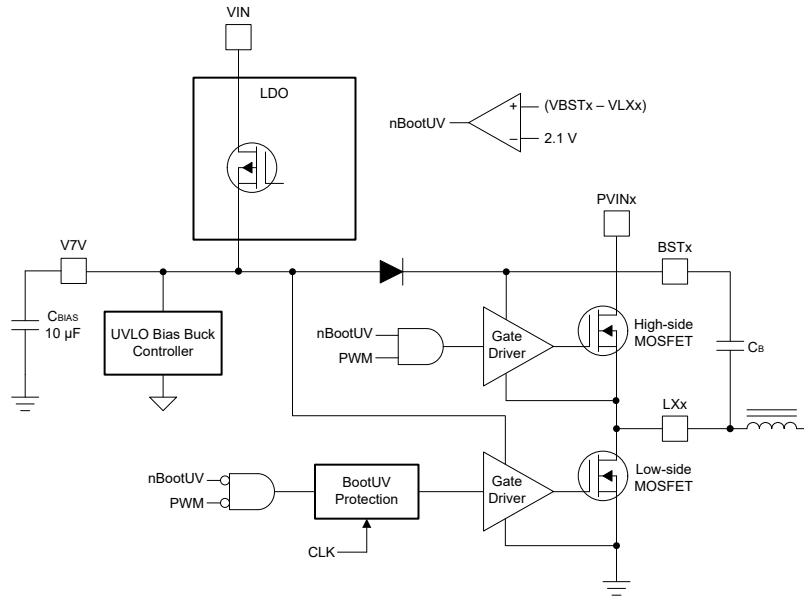 VIN
LDO
nBootUV
(VBSTx – VLXx)
2.1 V
+
–
PVINx
V7V
BSTx
CBIAS
10 µF
UVLO Bias Buck
Controller
nBootUV
PWM
Gate
Driver
High-side
MOSFET
CB
LXx
nBootUV
PWM
BootUV
Protection
Gate
Driver
Low-side
MOSFET
CLK